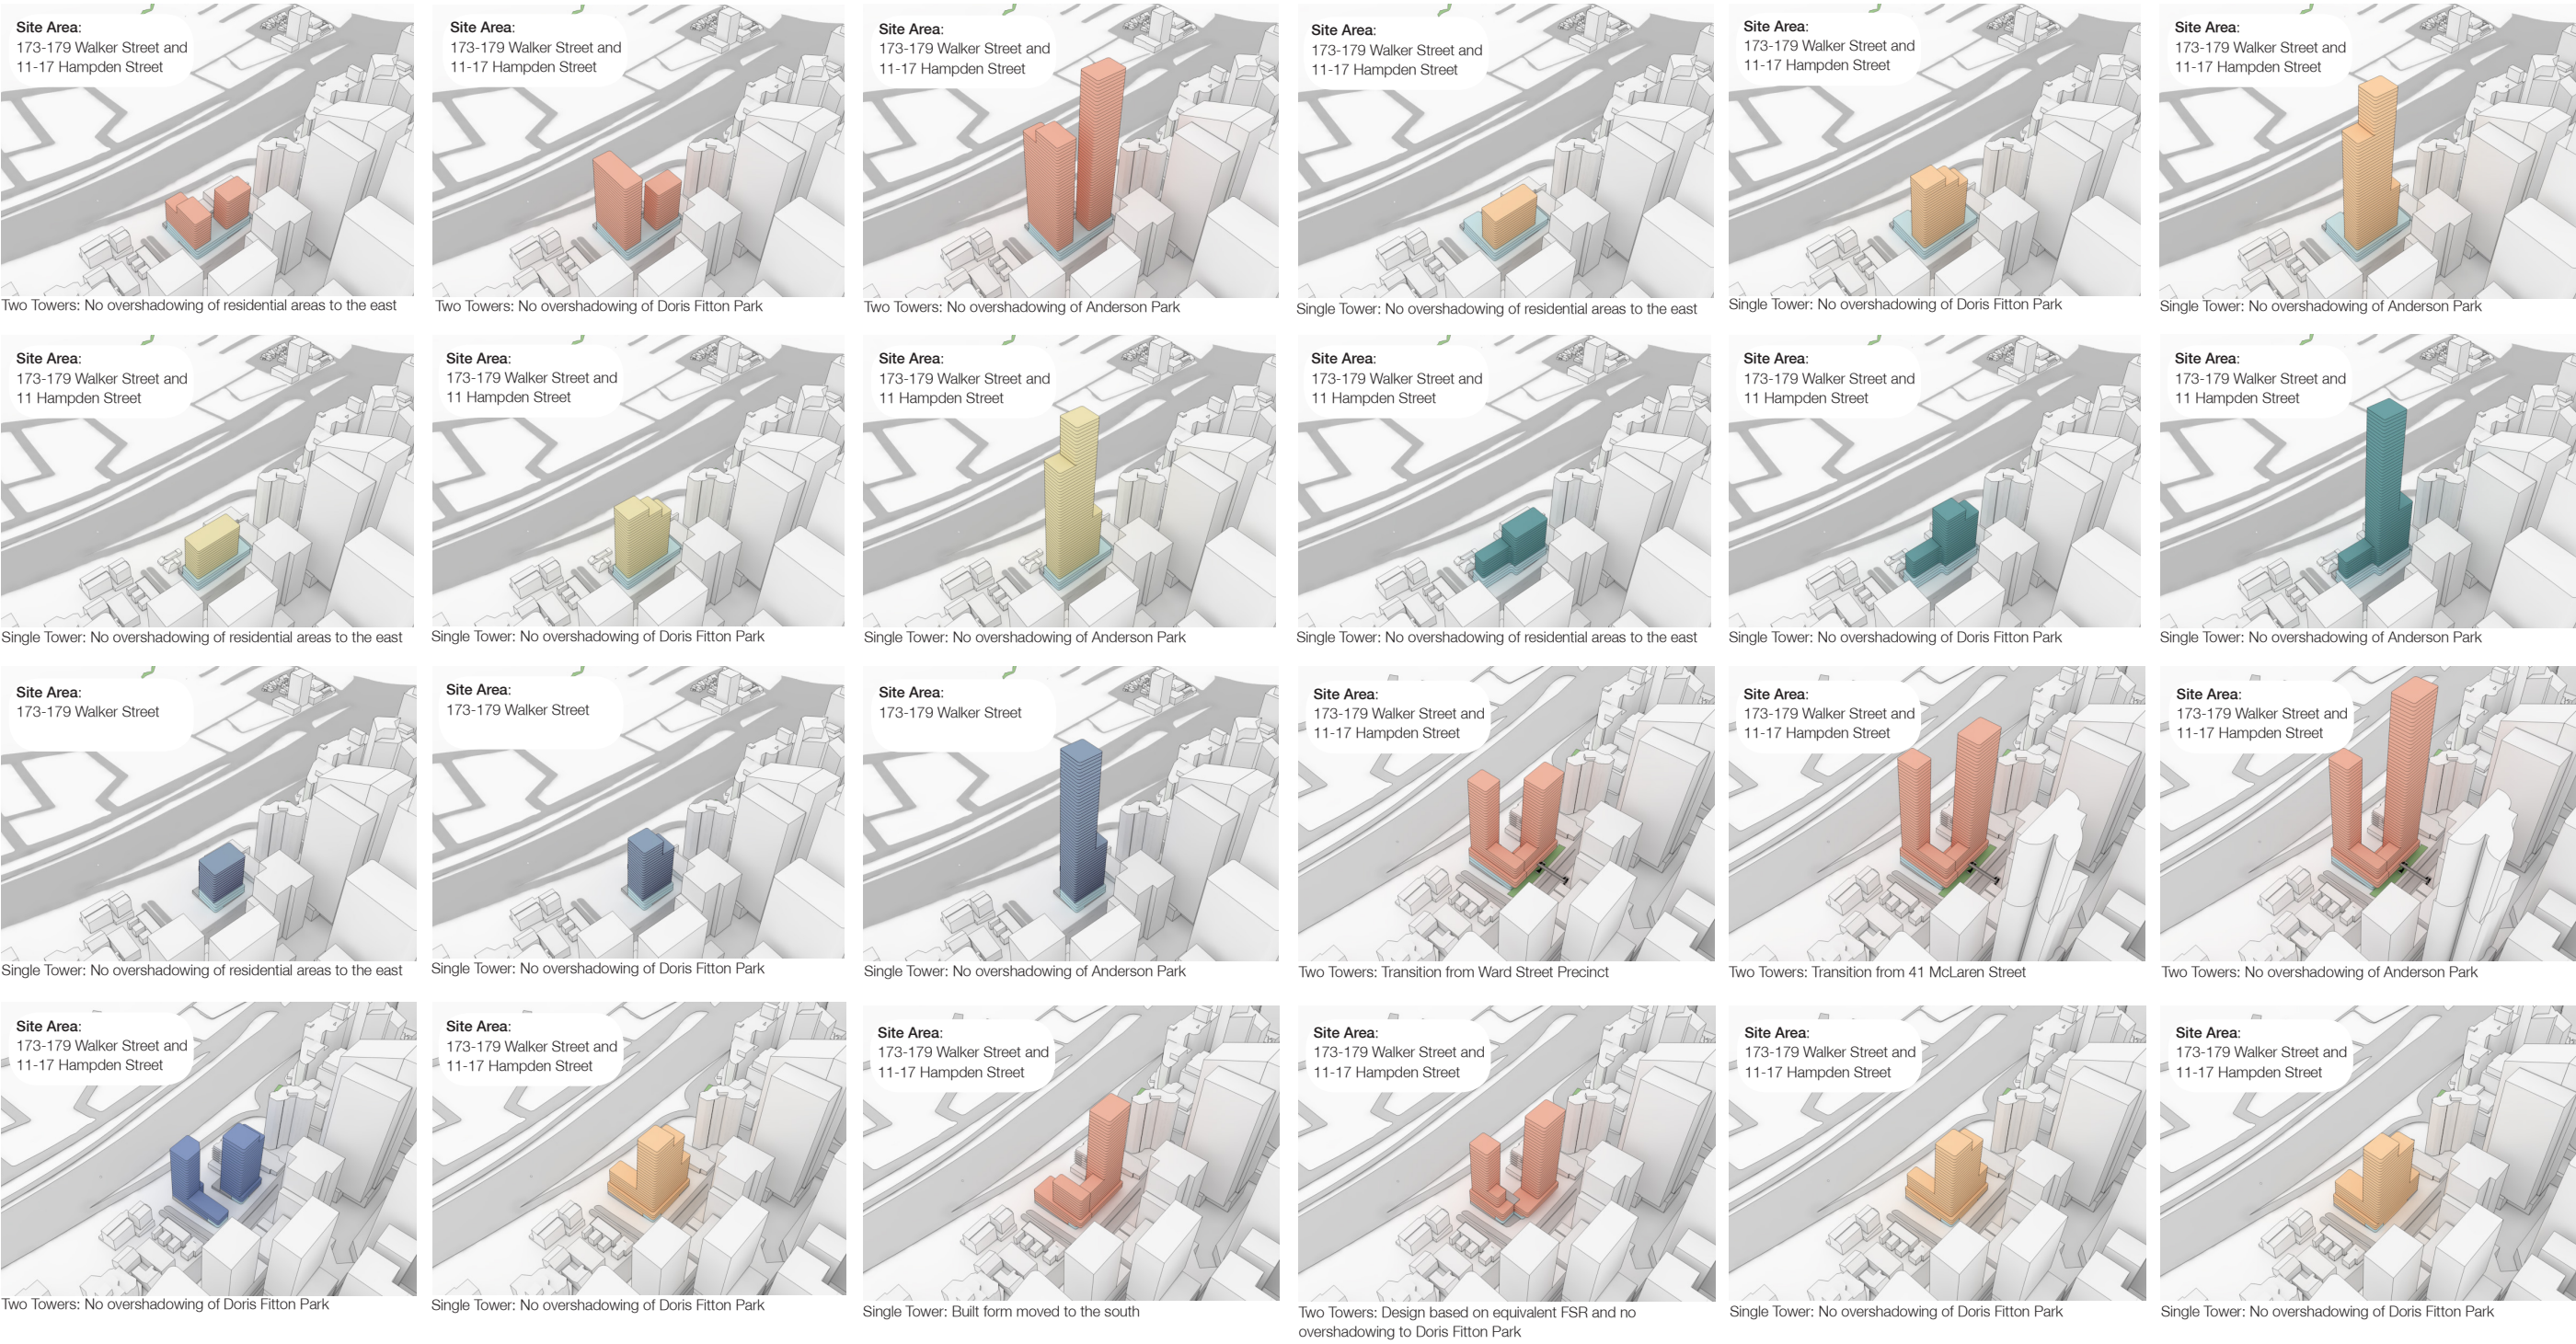 Site Area:
173-179 Walker Street and
11-17 Hampden Street
Two Towers: No overshadowing of residential areas to the east
Site Area:
173-179 Walker Street and
11-17 Hampden Street
Two Towers: No overshadowing of Doris Fitton Park
Site Area:
173-179 Walker Street and
11-17 Hampden Street
Two Towers: No overshadowing of Anderson Park
Site Area:
173-179 Walker Street and
11-17 Hampden Street
Single Tower: No overshadowing of residential areas to the east
Site Area:
173-179 Walker Street and
11-17 Hampden Street
Single Tower: No overshadowing of Doris Fitton Park
Site Area:
173-179 Walker Street and
11-17 Hampden Street
Single Tower: No overshadowing of Anderson Park
Site Area:
173-179 Walker Street and
11 Hampden Street
Single Tower: No overshadowing of residential areas to the east
Site Area:
173-179 Walker Street and
11 Hampden Street
Single Tower: No overshadowing of Doris Fitton Park
Site Area:
173-179 Walker Street and
11 Hampden Street
Single Tower: No overshadowing of Anderson Park
Site Area:
173-179 Walker Street and
11 Hampden Street
Single Tower: No overshadowing of residential areas to the east
Site Area:
173-179 Walker Street and
11 Hampden Street
Single Tower: No overshadowing of Doris Fitton Park
Site Area:
173-179 Walker Street and
11 Hampden Street
Single Tower: No overshadowing of Anderson Park
Site Area:
173-179 Walker Street
Single Tower: No overshadowing of residential areas to the east
Site Area:
173-179 Walker Street
Single Tower: No overshadowing of Doris Fitton Park
Site Area:
173-179 Walker Street
Single Tower: No overshadowing of Anderson Park
Site Area:
173-179 Walker Street and
11-17 Hampden Street
Two Towers: Transition from Ward Street Precinct
Site Area:
173-179 Walker Street and
11-17 Hampden Street
Two Towers: Transition from 41 McLaren Street
Site Area:
173-179 Walker Street and
11-17 Hampden Street
Two Towers: No overshadowing of Anderson Park
Site Area:
173-179 Walker Street and
11-17 Hampden Street
Two Towers: No overshadowing of Doris Fitton Park
Site Area:
173-179 Walker Street and
11-17 Hampden Street
Single Tower: No overshadowing of Doris Fitton Park
Site Area:
173-179 Walker Street and
11-17 Hampden Street
Single Tower: Built form moved to the south
Site Area:
173-179 Walker Street and
11-17 Hampden Street
Two Towers: Design based on equivalent FSR and no
overshadowing to Doris Fitton Park
Site Area:
173-179 Walker Street and
11-17 Hampden Street
Single Tower: No overshadowing of Doris Fitton Park
Site Area:
173-179 Walker Street and
11-17 Hampden Street
Single Tower: No overshadowing of Doris Fitton Park